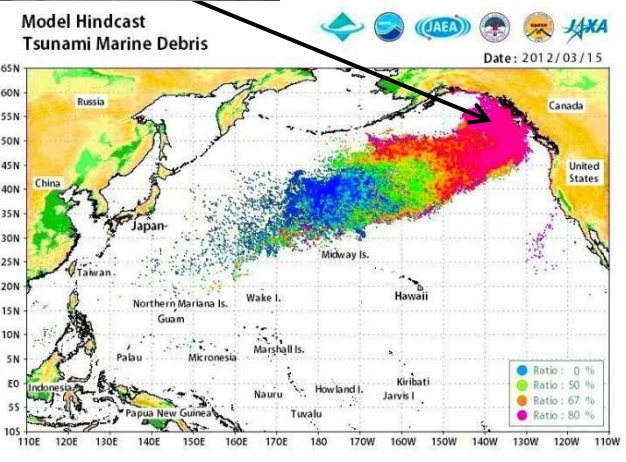 Model Hindcast
Tsunami Marine Debris
JAEA
JAXA
Date: 2012/03/15
65N
60N
55N
50N
45N
40N
35N
30N
25N
20N
15N
10N
5N
EQ
5S
10S
Russia
Canada
China
United
States
Japan
Midway Is.
Taiwan
Northern Mariana Is.
Wake I.
Hawaii
Guam
Palau
Micronesia
Marshall Is.
Indonesia
Nauru
Howland I.
Kiribati
Jarvis I
Papua New Guinea
Tuvalu
Ratio : 0 %
Ratio : 50 %
Ratio : 67 %
Ratio : 80 %
110E 120E 130E 140E 150E 160E 170E 180 170W 160W 150W 140W 130W 120W 110W